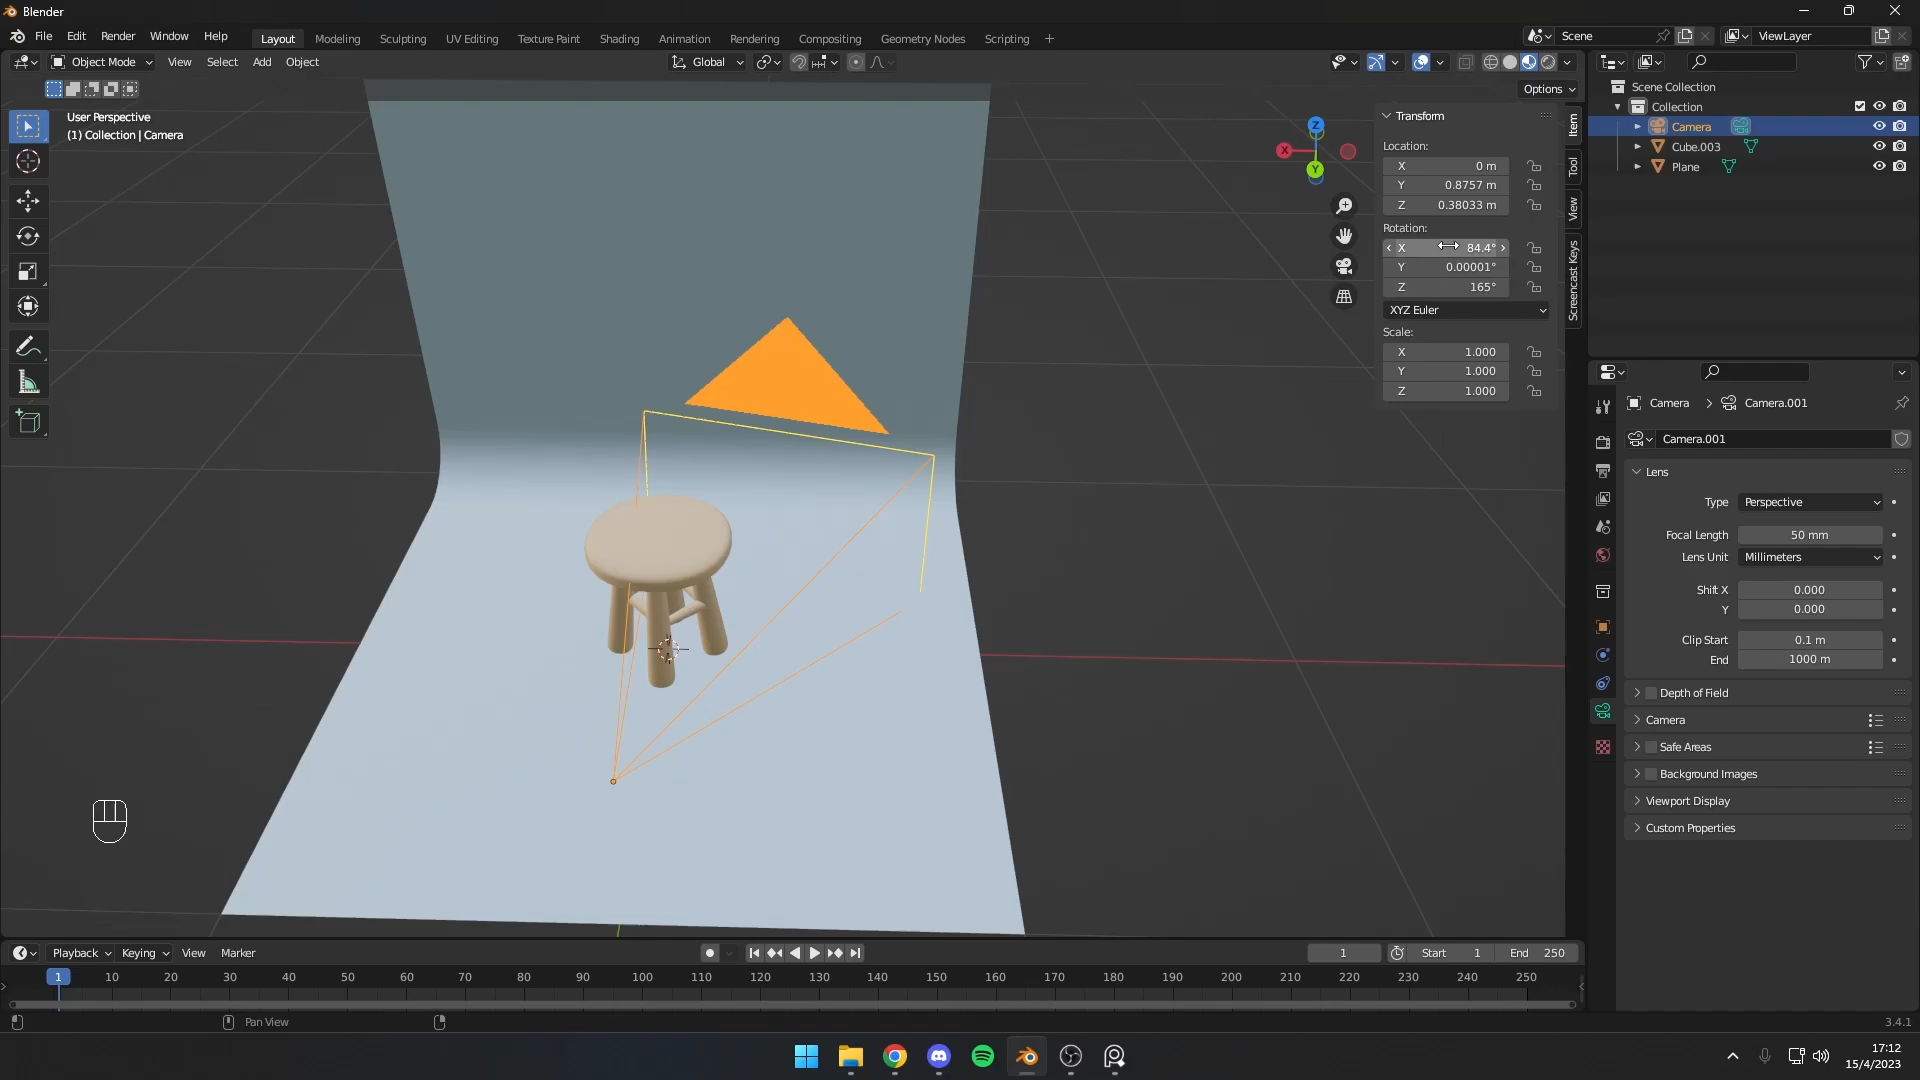 Blender
File Edit Render Window Help Layout Modeling Sculpting UV Editing Texture Paint Shading Animation Rendering Compositing Geometry Nodes Scripting + Scene ViewLayer
Object Mode View Select Add Object Global
Options
User Perspective
(1) Collection | Camera
Z
X
Y
Transform
Location:
X 0 m
Y 0.8757 m
Z 0.38033 m
Rotation:
X 84.4°
Y 0.00001°
Z 165°
XYZ Euler
Scale:
X 1.000
Y 1.000
Z 1.000
Item
Tool
View
Screencast Keys
Scene Collection
Collection
Camera
Cube.003
Plane
Camera > Camera.001
Camera.001
Lens
Type Perspective
Focal Length 50 mm
Lens Unit Millimeters
Shift X 0.000
Y 0.000
Clip Start 0.1 m
End 1000 m
Depth of Field
Camera
Safe Areas
Background Images
Viewport Display
Custom Properties
Playback Keying View Marker 1 Start 1 End 250
1 10 20 30 40 50 60 70 80 90 100 110 120 130 140 150 160 170 180 190 200 210 220 230 240 250
Pan View 3.4.1
17:12
15/4/2023